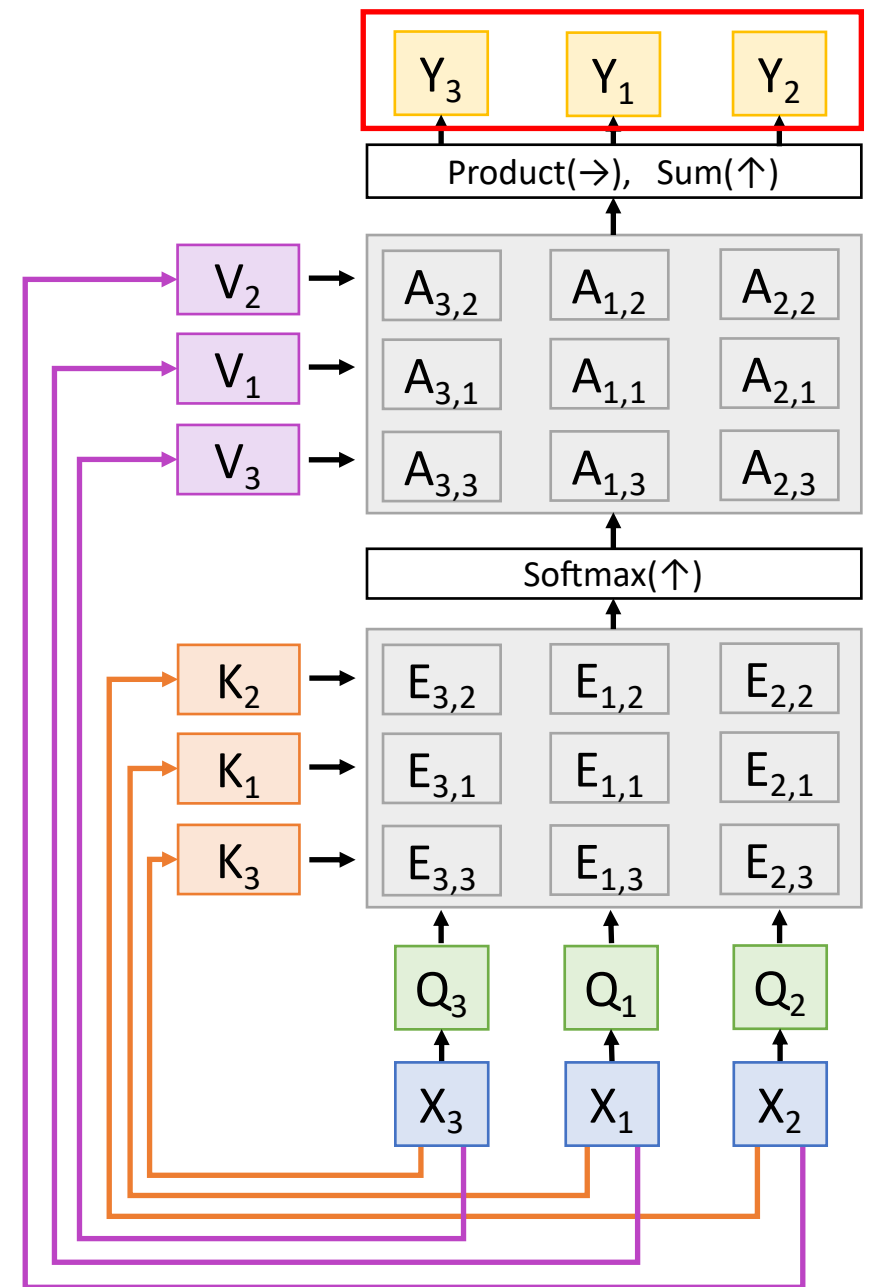 Y₃ Y₁ Y₂
Product(→), Sum(↑)
V₂ A₃,₂ A₁,₂ A₂,₂
V₁ A₃,₁ A₁,₁ A₂,₁
V₃ A₃,₃ A₁,₃ A₂,₃
Softmax(↑)
K₂ E₃,₂ E₁,₂ E₂,₂
K₁ E₃,₁ E₁,₁ E₂,₁
K₃ E₃,₃ E₁,₃ E₂,₃
Q₃ Q₁ Q₂
X₃ X₁ X₂